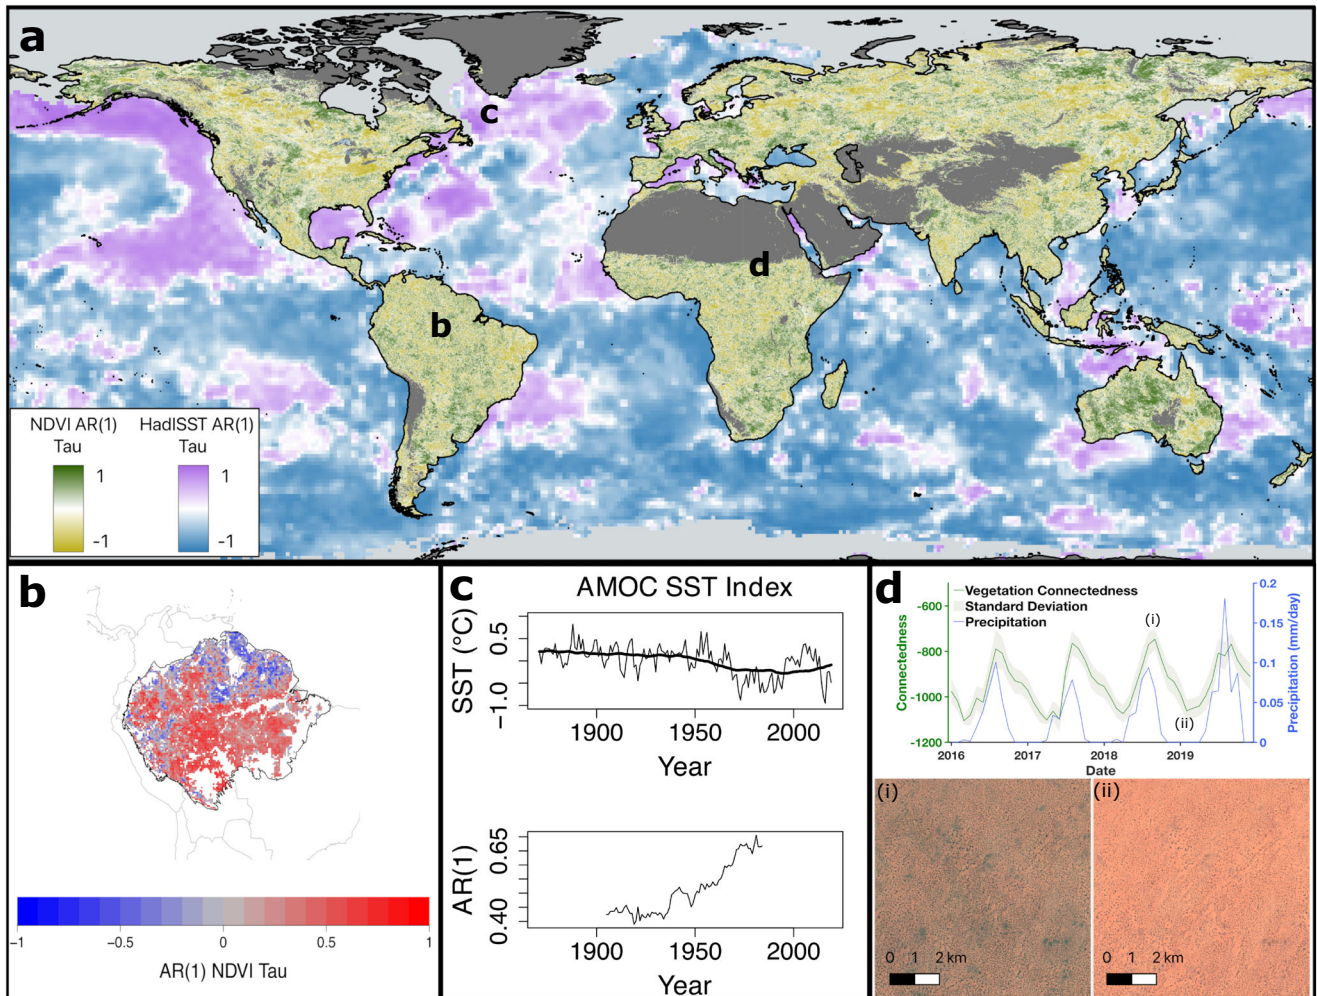 a
c
d
b
NDVI AR(1)
Tau
HadISST AR(1)
Tau
1
1
-1
-1
b
−1
−0.5
0
0.5
1
AR(1) NDVI Tau
c
AMOC SST Index
SST (°C)
0.5
−1.0
1900
1950
2000
Year
AR(1)
0.65
0.40
1900
1950
2000
Year
d
Vegetation Connectedness
Standard Deviation
Precipitation
Connectedness
-600
-800
-1000
-1200
Precipitation (mm/day)
0.2
0.15
0.1
0.05
0
(i)
(ii)
2016
2017
2018
2019
Date
(i)
0 1 2 km
(ii)
0 1 2 km